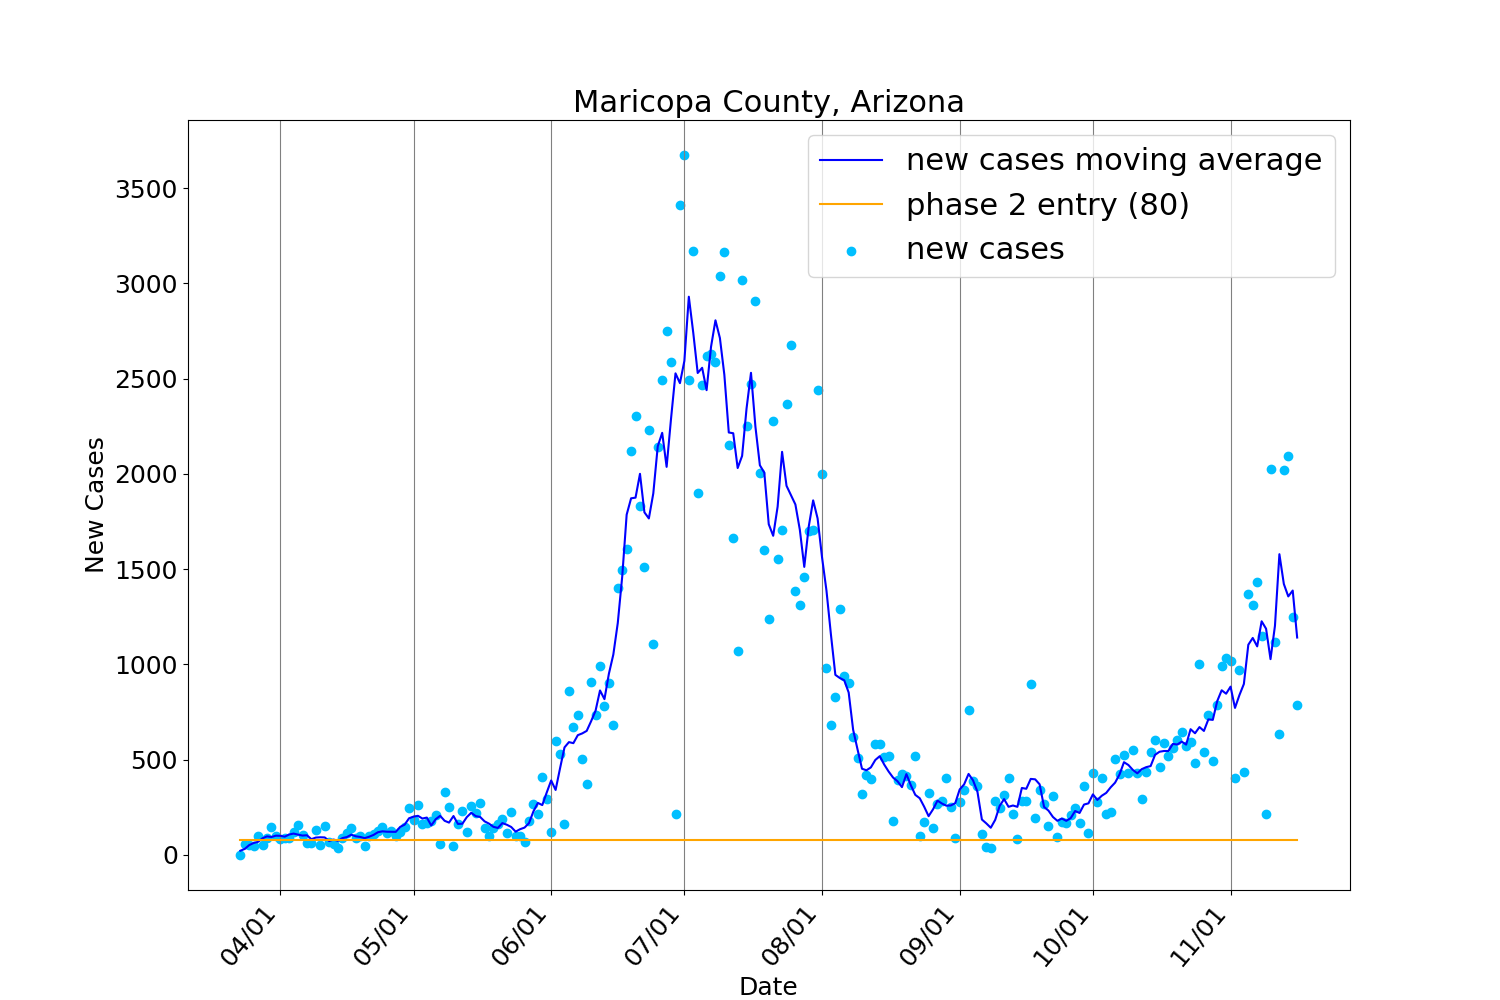 Maricopa County, Arizona
new cases moving average
phase 2 entry (80)
new cases
3500
3000
2500
2000
1500
1000
500
0
New Cases
04/01
05/01
06/01
07/01
08/01
09/01
10/01
11/01
Date